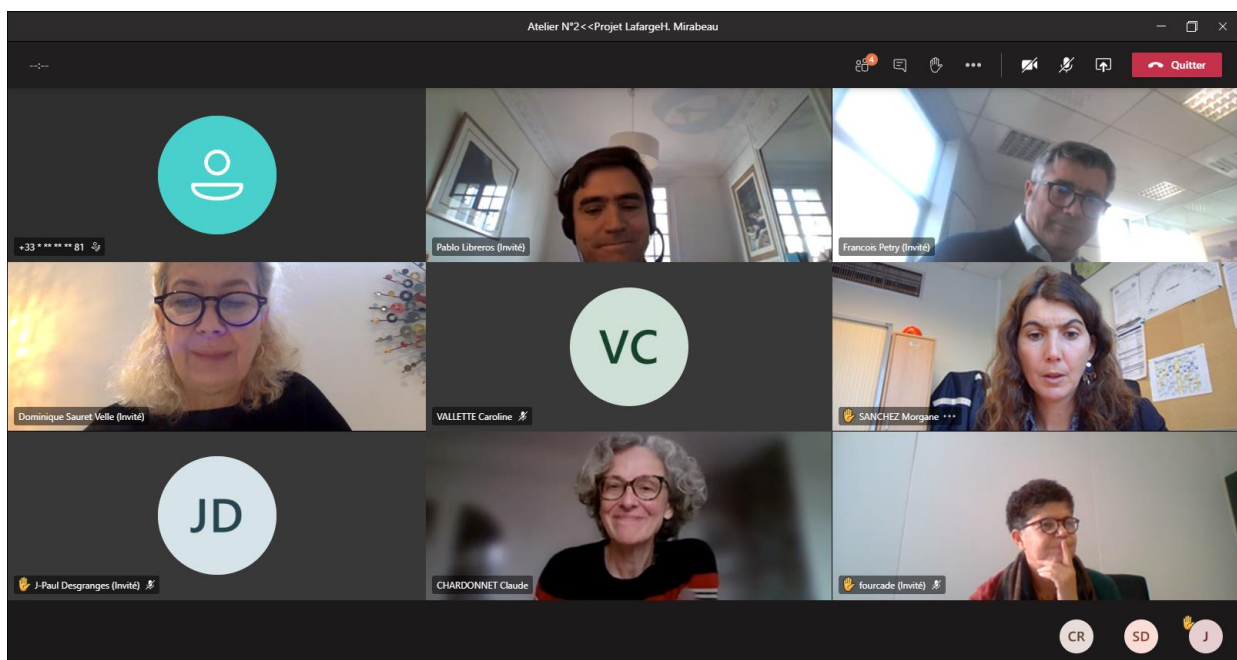 Atelier N°2<<Projet LafargeH. Mirabeau
--:--
4
Quitter
+33 * ** ** ** 81
Pablo Libreros (Invité)
Francois Petry (Invité)
Dominique Sauret Velle (Invité)
VC
VALLETTE Caroline
SANCHEZ Morgane
JD
J-Paul Desgranges (Invité)
CHARDONNET Claude
fourcade (Invité)
CR
SD
J